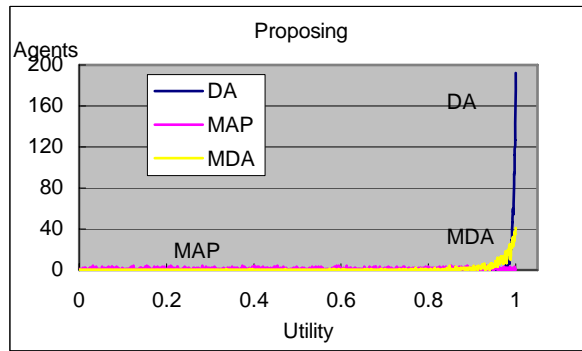 Proposing
Agents
200
160
120
80
40
0
DA
MAP
MDA
DA
MDA
MAP
0 0.2 0.4 0.6 0.8 1
Utility